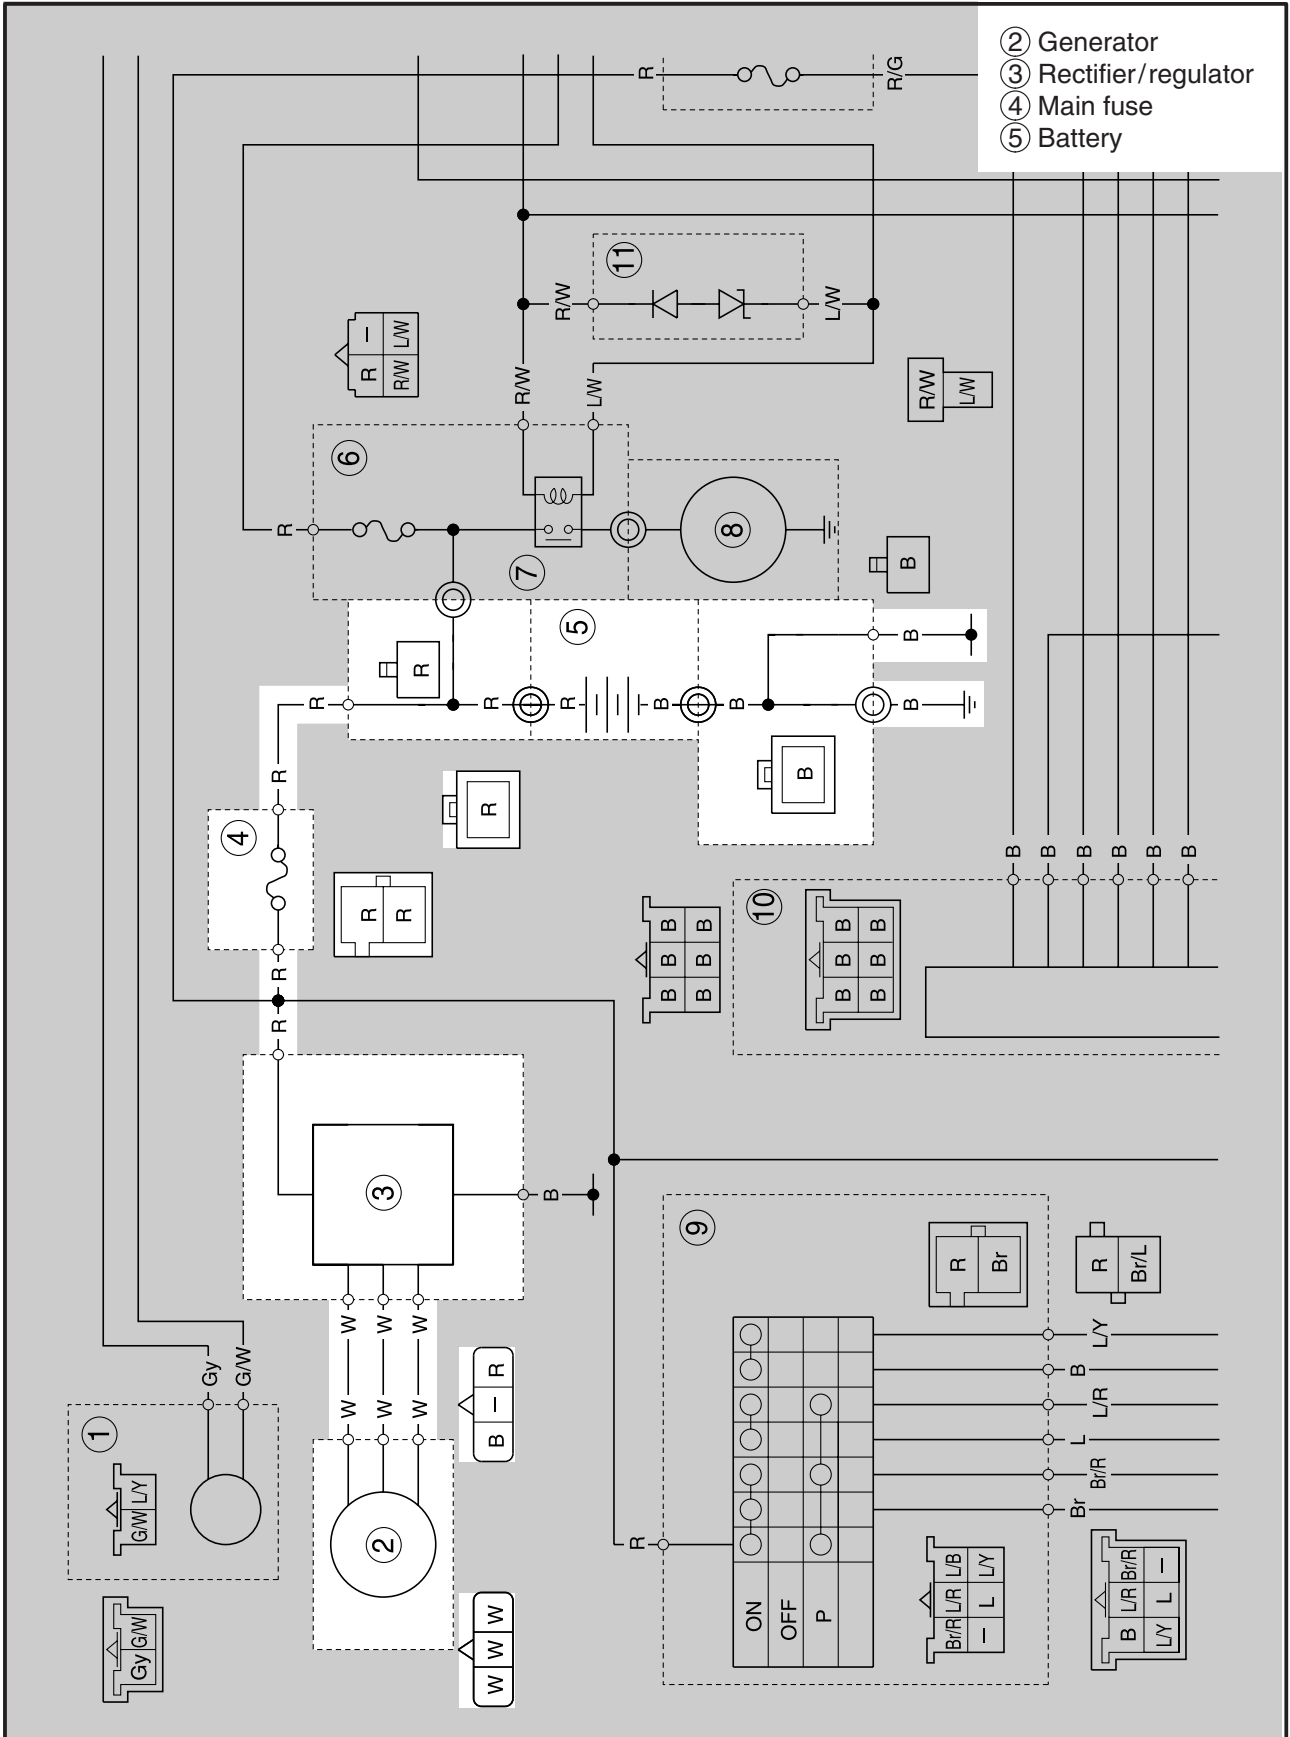 ② Generator
③ Rectifier/regulator
④ Main fuse
⑤ Battery
R
R/G
⑪
R/W
L/W
R —
R/W L/W
R/W
L/W
R/W
L/W
⑥
R
⑦
⑧
B
⑤
R
B
R
R
R
B
B
B
R
B
R
④
R
R
R
B B B B B B
⑩
B B B
B B B
B B B
B B B
R
R
③
B
⑨
R Br
R Br/L
W W W
Gy
G/W
W W W
B — R
①
G/W L/Y
②
Gy G/W
W W W
R
ON
OFF
P
L/Y
B
L/R
L
Br/R
Br
Br/R L/R L/B
— L L/Y
B L/R Br/R
L/Y L —